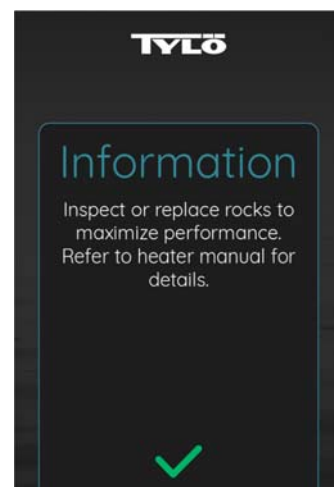 TYLÖ
Information
Inspect or replace rocks to
maximize performance.
Refer to heater manual for
details.